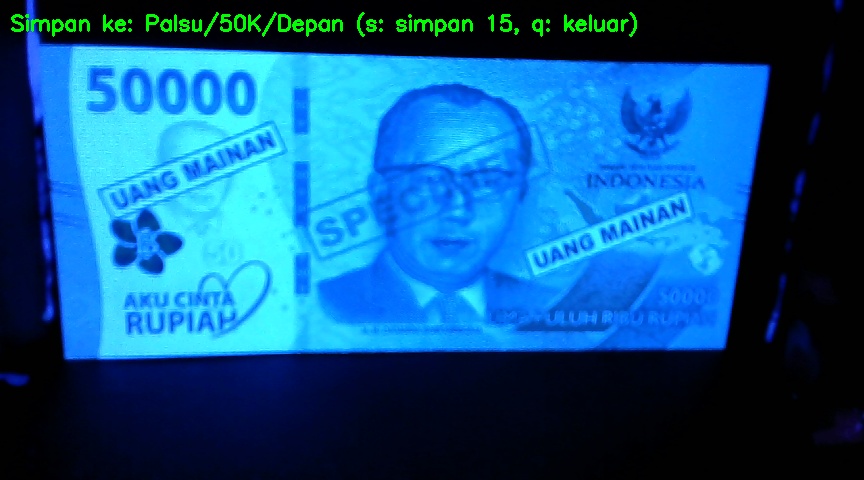 Simpan ke: Palsu/50K/Depan (s: simpan 15, q: keluar)
50000
UANG MAINAN
SPECIMEN
INDONESIA
UANG MAINAN
50
AKU CINTA
RUPIAH
50000
PULUH RIBU RUPIAH